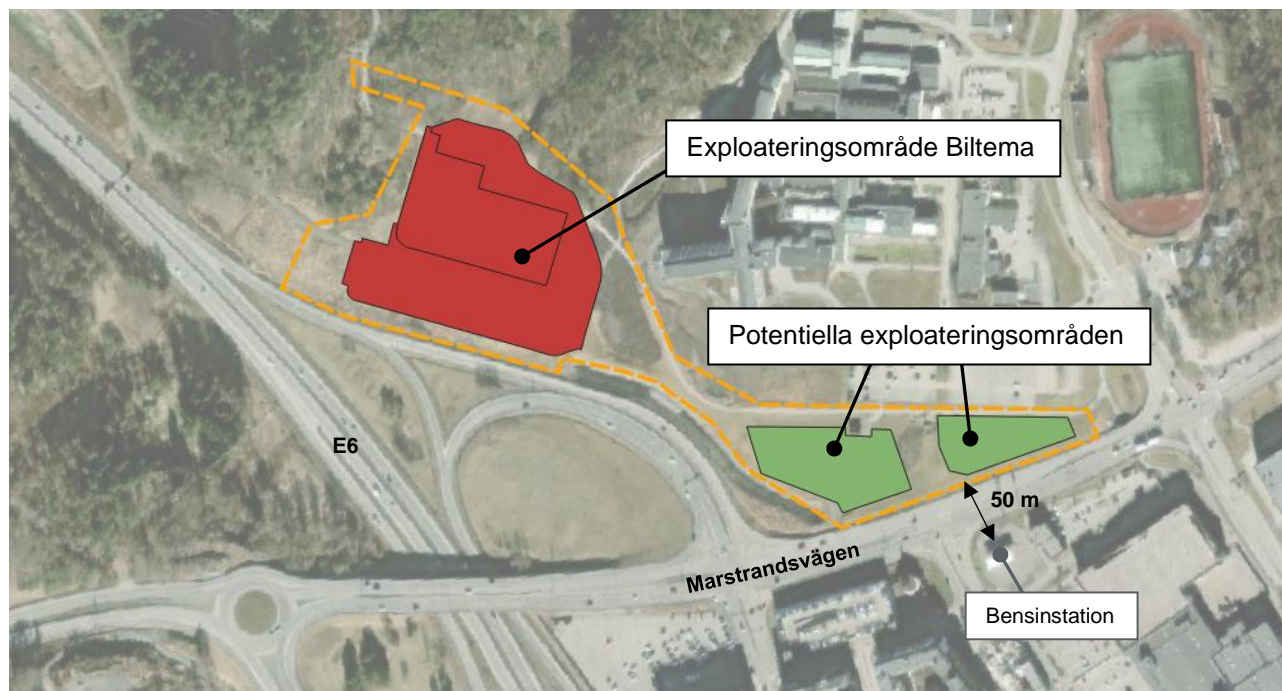 Exploateringsområde Biltema
Potentiella exploateringsområden
E6
50 m
Marstrandsvägen
Bensinstation